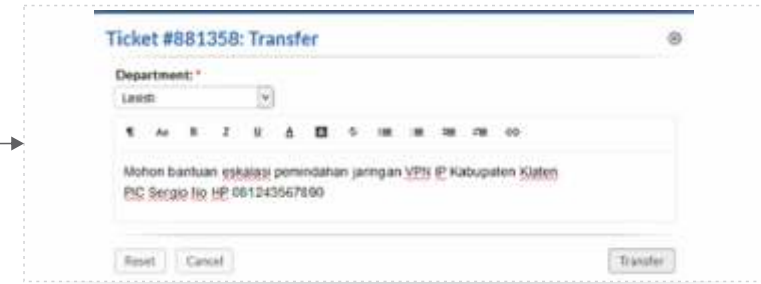 Ticket #881358: Transfer
Department: *
Mohon bantuan eskalasi pemindahan jaringan VPN IP Kabupaten Klaten
PIC Sergio No HP 081243567890
Reset Cancel Transfer